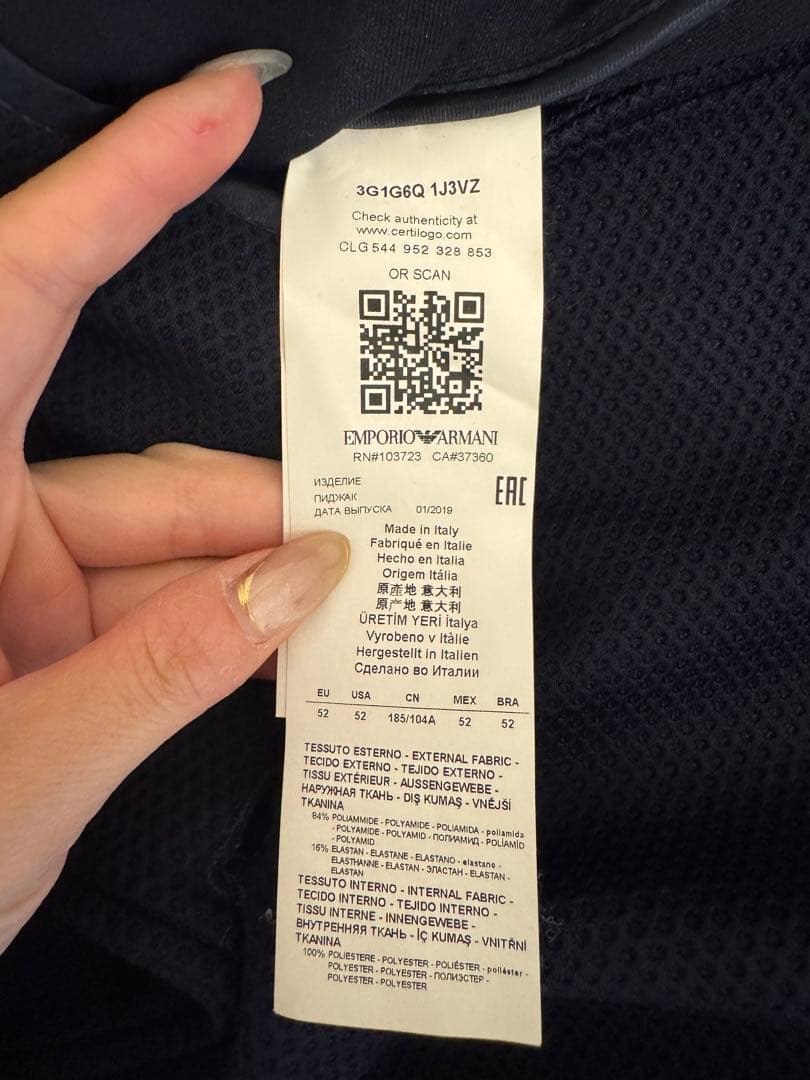 3G1G6Q 1J3VZ
Check authenticity at
www.certilogo.com
CLG 544 952 328 853
OR SCAN
EMPORIO ARMANI
RN#103723 CA#37360
ИЗДЕЛИЕ
ПИДЖАК
ДАТА ВЫПУСКА 01/2019
EAC
Made in Italy
Fabriqué en Italie
Hecho en Italia
Origem Itália
原產地 意大利
原产地 意大利
ÜRETİM YERİ İtalya
Vyrobeno v Itàlie
Hergestellt in Italien
Сделано во Италии
EU USA CN MEX BRA
52 52 185/104A 52 52
TESSUTO ESTERNO - EXTERNAL FABRIC -
TECIDO EXTERNO - TEJIDO EXTERNO -
TISSU EXTÉRIEUR - AUSSENGEWEBE -
НАРУЖНАЯ ТКАНЬ - DIŞ KUMAŞ - VNĚJŠÍ
TKANINA
84% POLIAMMIDE - POLYAMIDE - POLIAMIDA - poliamida
- POLYAMIDE - POLYAMID - ПОЛИАМИД - POLİAMİD
- POLYAMID
16% ELASTAN - ELASTANE - ELASTANO - elastano -
ELASTHANNE - ELASTAN - ЭЛАСТАН - ELASTAN -
ELASTAN
TESSUTO INTERNO - INTERNAL FABRIC -
TECIDO INTERNO - TEJIDO INTERNO -
TISSU INTERNE - INNENGEWEBE -
ВНУТРЕННЯЯ ТКАНЬ - İÇ KUMAŞ - VNITŘNÍ
TKANINA
100% POLIESTERE - POLYESTER - POLIÉSTER - poliéster -
POLYESTER - POLYESTER - ПОЛИЭСТЕР -
POLYESTER - POLYESTER